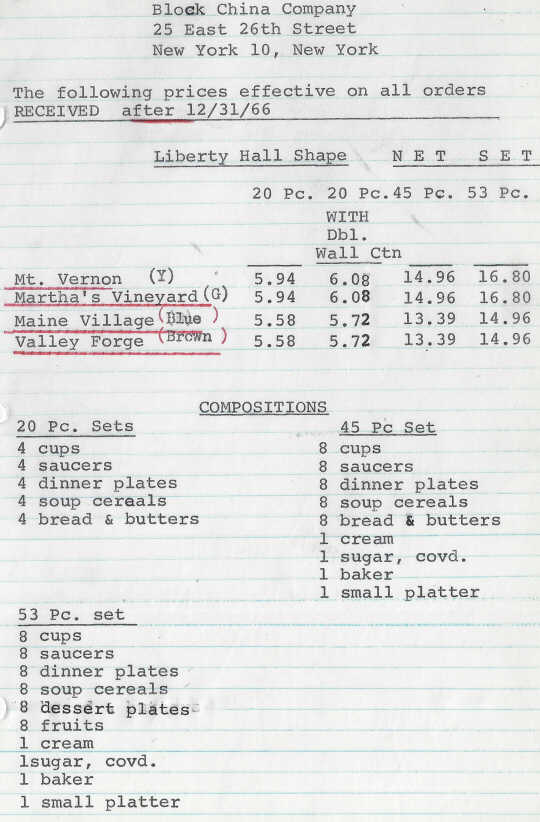 Block China Company
25 East 26th Street
New York 10, New York
The following prices effective on all orders
RECEIVED after 12/31/66
Liberty Hall Shape N E T S E T
20 Pc. 20 Pc. 45 Pc. 53 Pc.
WITH
Dbl.
Wall Ctn
Mt. Vernon (Y) 5.94 6.08 14.96 16.80
Martha's Vineyard (G) 5.94 6.08 14.96 16.80
Maine Village (Blue) 5.58 5.72 13.39 14.96
Valley Forge (Brown) 5.58 5.72 13.39 14.96
COMPOSITIONS
20 Pc. Sets
4 cups
4 saucers
4 dinner plates
4 soup cereals
4 bread & butters
45 Pc Set
8 cups
8 saucers
8 dinner plates
8 soup cereals
8 bread & butters
1 cream
1 sugar, covd.
1 baker
1 small platter
53 Pc. set
8 cups
8 saucers
8 dinner plates
8 soup cereals
8 dessert plates
8 fruits
1 cream
1sugar, covd.
1 baker
1 small platter